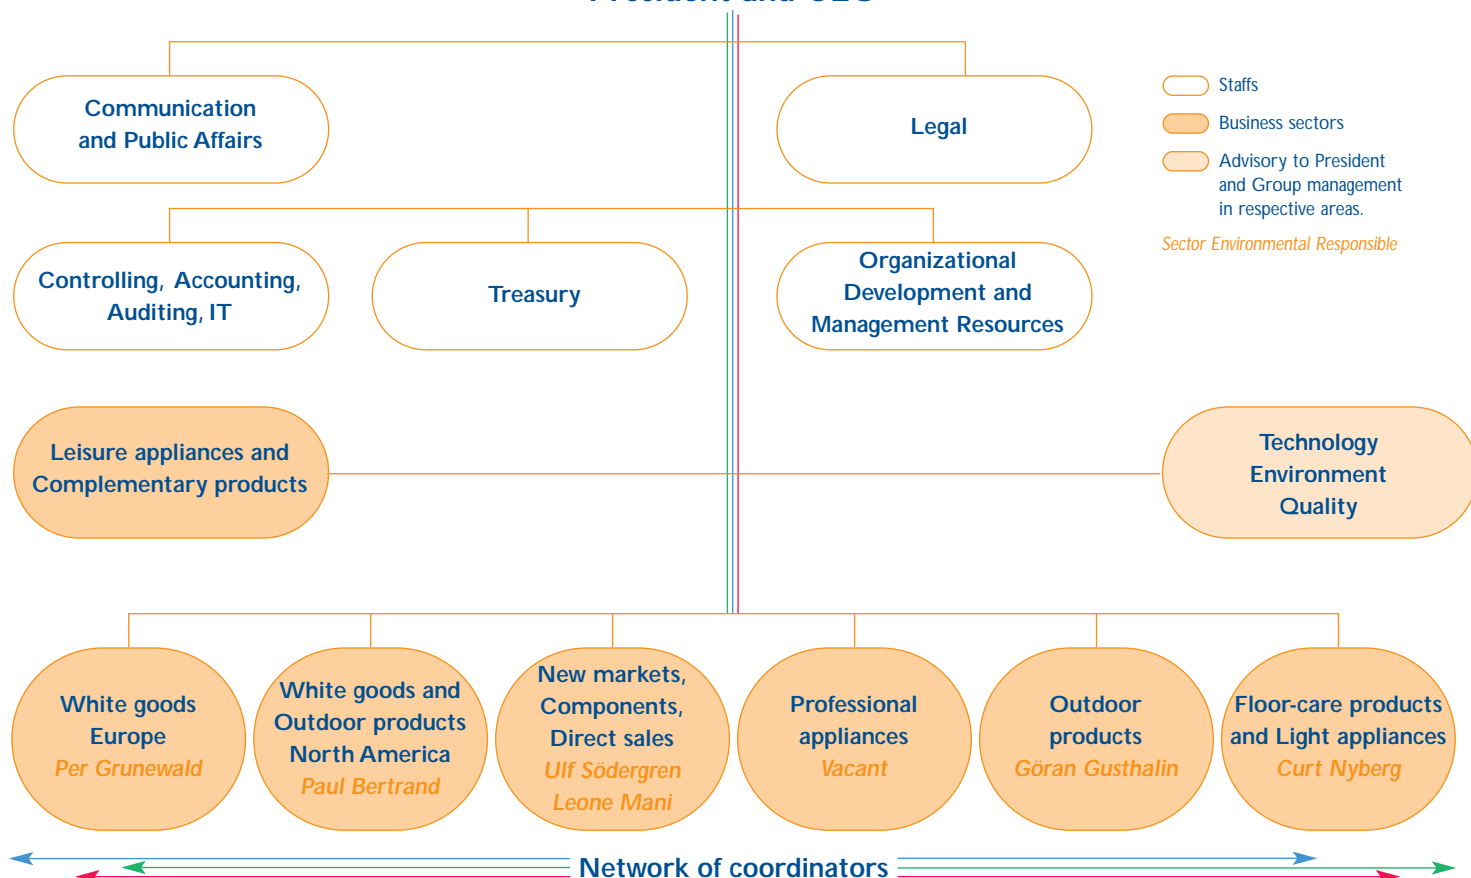 Communication
and Public Affairs
Legal
Staffs
Business sectors
Advisory to President
and Group management
in respective areas.
Sector Environmental Responsible
Controlling, Accounting,
Auditing, IT
Treasury
Organizational
Development and
Management Resources
Leisure appliances and
Complementary products
Technology
Environment
Quality
White goods
Europe
Per Grunewald
White goods and
Outdoor products
North America
Paul Bertrand
New markets,
Components,
Direct sales
Ulf Södergren
Leone Mani
Professional
appliances
Vacant
Outdoor
products
Göran Gusthalin
Floor-care products
and Light appliances
Curt Nyberg
Network of coordinators